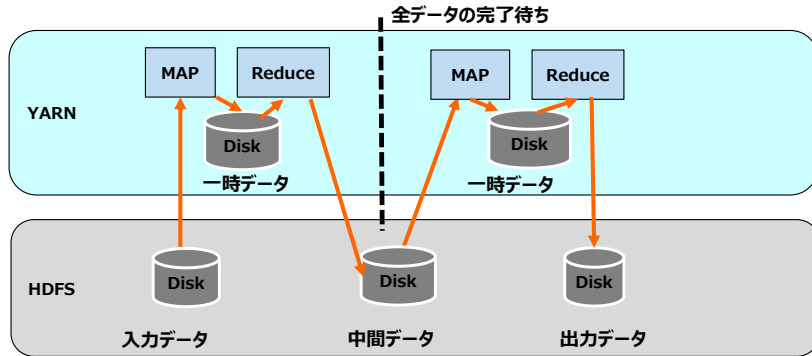 全データの完了待ち
YARN
MAP
Reduce
Disk
一時データ
MAP
Reduce
Disk
一時データ
HDFS
Disk
入力データ
Disk
中間データ
Disk
出力データ